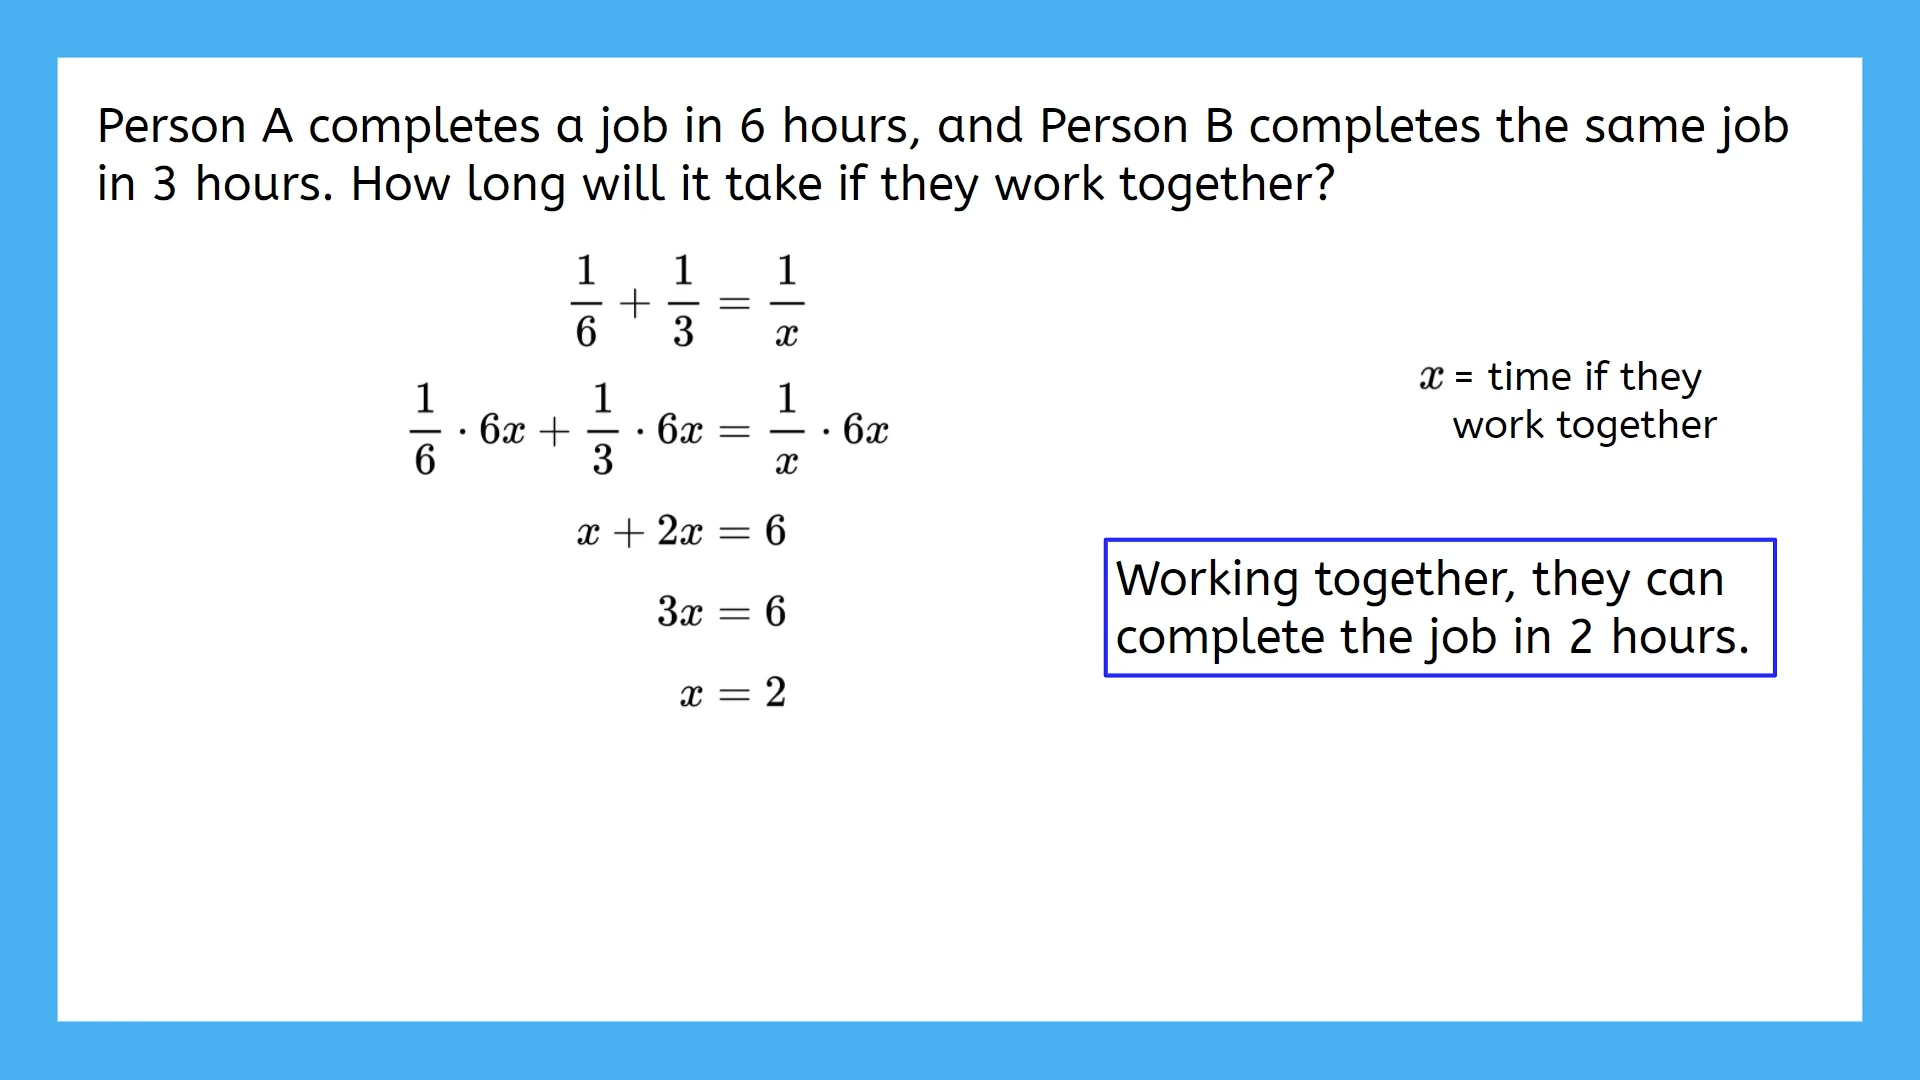 Person A completes a job in 6 hours, and Person B completes the same job
in 3 hours. How long will it take if they work together?
1/6 + 1/3 = 1/x
1/6 · 6x + 1/3 · 6x = 1/x · 6x
x = time if they
work together
x + 2x = 6
3x = 6
x = 2
Working together, they can
complete the job in 2 hours.